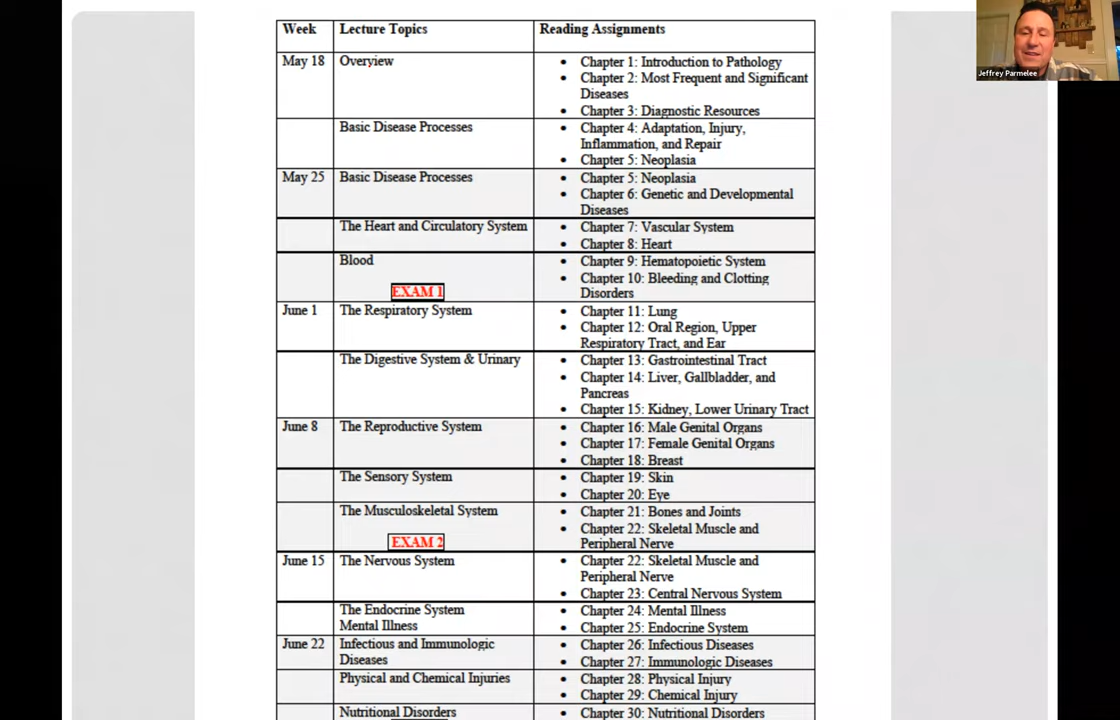 Week Lecture Topics Reading Assignments
May 18 Overview • Chapter 1: Introduction to Pathology
• Chapter 2: Most Frequent and Significant
Diseases
• Chapter 3: Diagnostic Resources
Basic Disease Processes • Chapter 4: Adaptation, Injury,
Inflammation, and Repair
• Chapter 5: Neoplasia
May 25 Basic Disease Processes • Chapter 5: Neoplasia
• Chapter 6: Genetic and Developmental
Diseases
The Heart and Circulatory System • Chapter 7: Vascular System
• Chapter 8: Heart
Blood • Chapter 9: Hematopoietic System
• Chapter 10: Bleeding and Clotting
EXAM 1 Disorders
June 1 The Respiratory System • Chapter 11: Lung
• Chapter 12: Oral Region, Upper
Respiratory Tract, and Ear
The Digestive System & Urinary • Chapter 13: Gastrointestinal Tract
• Chapter 14: Liver, Gallbladder, and
Pancreas
• Chapter 15: Kidney, Lower Urinary Tract
June 8 The Reproductive System • Chapter 16: Male Genital Organs
• Chapter 17: Female Genital Organs
• Chapter 18: Breast
The Sensory System • Chapter 19: Skin
• Chapter 20: Eye
The Musculoskeletal System • Chapter 21: Bones and Joints
• Chapter 22: Skeletal Muscle and
EXAM 2 Peripheral Nerve
June 15 The Nervous System • Chapter 22: Skeletal Muscle and
Peripheral Nerve
• Chapter 23: Central Nervous System
The Endocrine System • Chapter 24: Mental Illness
Mental Illness • Chapter 25: Endocrine System
June 22 Infectious and Immunologic • Chapter 26: Infectious Diseases
Diseases • Chapter 27: Immunologic Diseases
Physical and Chemical Injuries • Chapter 28: Physical Injury
• Chapter 29: Chemical Injury
Nutritional Disorders • Chapter 30: Nutritional Disorders
Jeffrey Parmelee